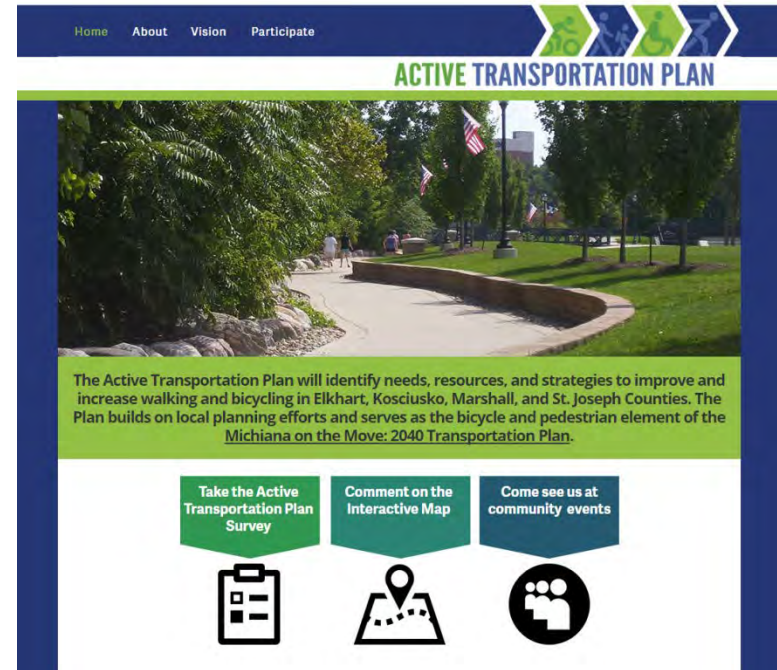 Home About Vision Participate
ACTIVE TRANSPORTATION PLAN
The Active Transportation Plan will identify needs, resources, and strategies to improve and
increase walking and bicycling in Elkhart, Kosciusko, Marshall, and St. Joseph Counties. The
Plan builds on local planning efforts and serves as the bicycle and pedestrian element of the
Michiana on the Move: 2040 Transportation Plan.
Take the Active
Transportation Plan
Survey
Comment on the
Interactive Map
Come see us at
community events